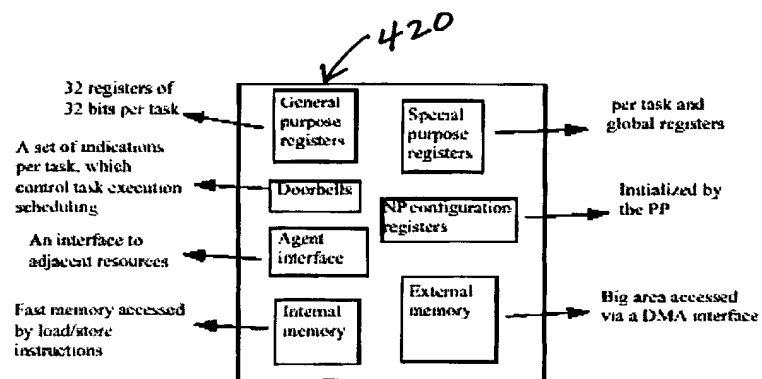 420
32 registers of
32 bits per task
General
purpose
registers
Special
purpose
registers
per task and
global registers
A set of indications
per task, which
control task execution
scheduling
Doorbells
NP configuration
registers
Initialized by
the PP
An interface to
adjacent resources
Agent
interface
Fast memory accessed
by load/store
instructions
Internal
memory
External
memory
Big area accessed
via a DMA interface